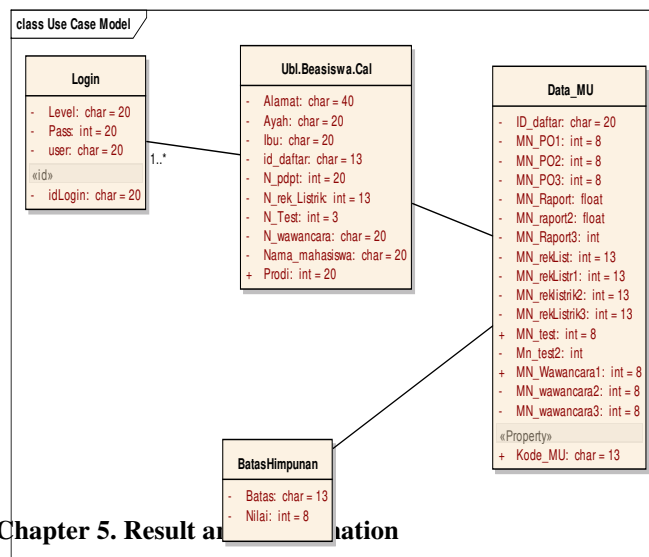 class Use Case Model
Login
- Level: char = 20
- Pass: int = 20
- user: char = 20
«id»
- idLogin: char = 20
1..*
Ubl.Beasiswa.Cal
- Alamat: char = 40
- Ayah: char = 20
- Ibu: char = 20
- id_daftar: char = 13
- N_pdpt: int = 20
- N_rek_Listrik: int = 13
- N_Test: int = 3
- N_wawancara: char = 20
- Nama_mahasiswa: char = 20
+ Prodi: int = 20
Data_MU
- ID_daftar: char = 20
- MN_PO1: int = 8
- MN_PO2: int = 8
- MN_PO3: int = 8
- MN_Raport: float
- MN_raport2: float
- MN_Raport3: int
- MN_rekList: int = 13
- MN_rekListr1: int = 13
- MN_reklistrik2: int = 13
- MN_rekListrik3: int = 13
+ MN_test: int = 8
- Mn_test2: int
+ MN_Wawancara1: int = 8
- MN_wawancara2: int = 8
- MN_wawancara3: int = 8
«Property»
+ Kode_MU: char = 13
BatasHimpunan
- Batas: char = 13
- Nilai: int = 8
Chapter 5. Result